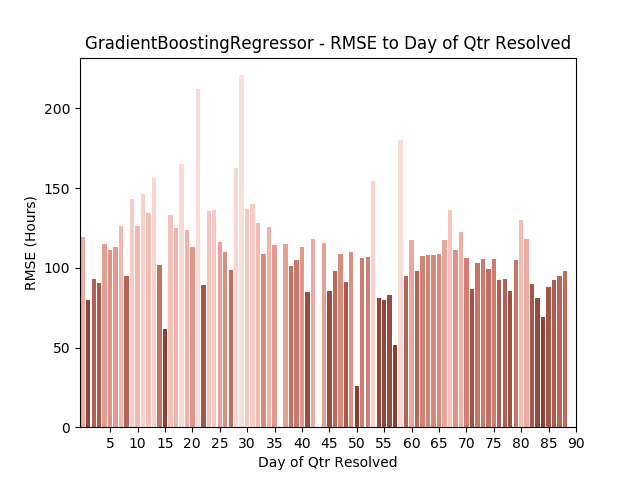 GradientBoostingRegressor - RMSE to Day of Qtr Resolved
200
150
100
50
0
RMSE (Hours)
5 10 15 20 25 30 35 40 45 50 55 60 65 70 75 80 85 90
Day of Qtr Resolved